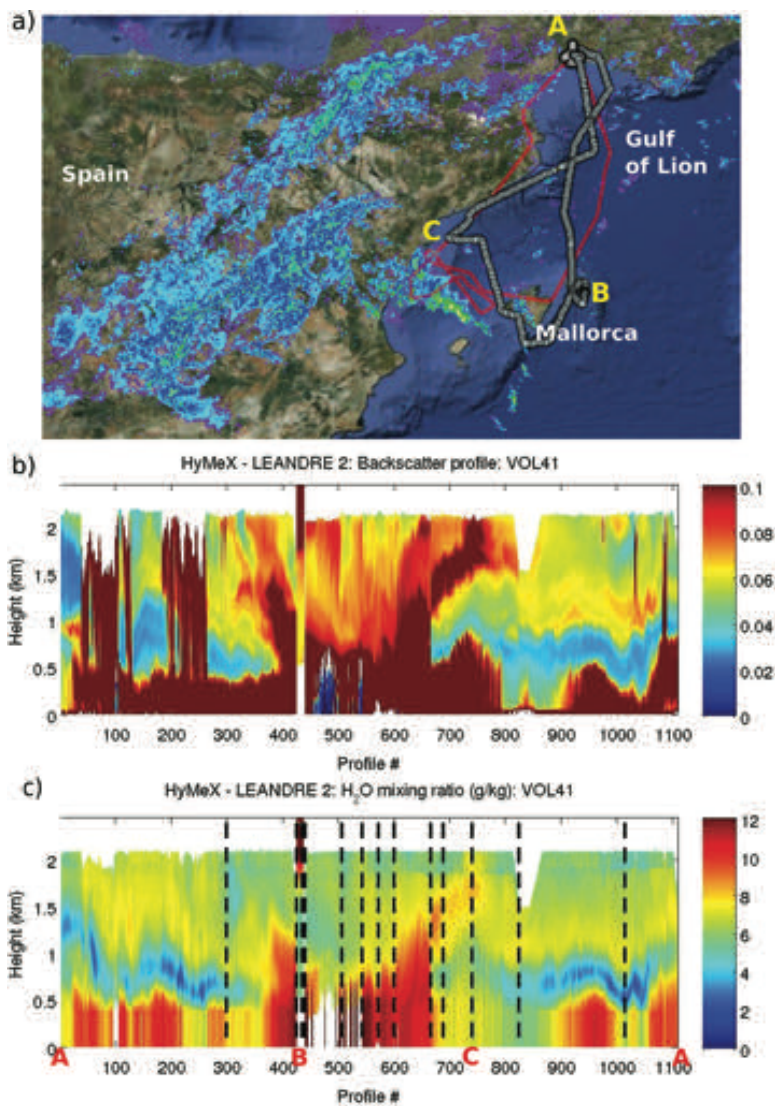 a)
A
Gulf
of Lion
Spain
C
B
Mallorca
b)
HyMeX - LEANDRE 2: Backscatter profile: VOL41
Height (km)
2
1.5
1
0.5
0
100 200 300 400 500 600 700 800 900 1000 1100
Profile #
0.1
0.08
0.06
0.04
0.02
0
c)
HyMeX - LEANDRE 2: H2O mixing ratio (g/kg): VOL41
Height (km)
2
1.5
1
0.5
0
A B C A
100 200 300 400 500 600 700 800 900 1000 1100
Profile #
12
10
8
6
4
2
0